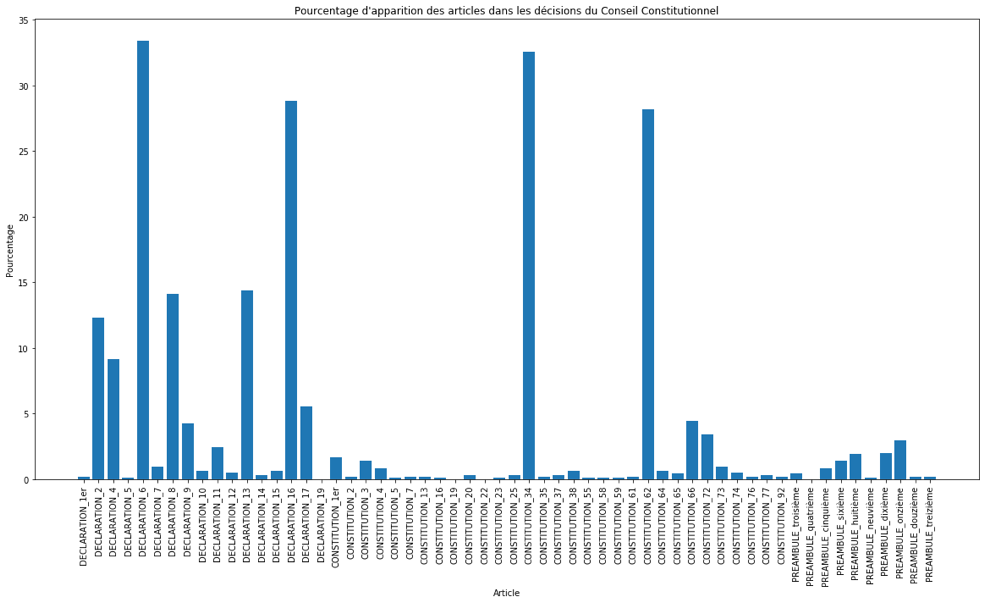 Pourcentage d'apparition des articles dans les décisions du Conseil Constitutionnel
35
30
25
20
15
10
5
0
Pourcentage
DECLARATION_1er
DECLARATION_2
DECLARATION_4
DECLARATION_5
DECLARATION_6
DECLARATION_7
DECLARATION_8
DECLARATION_9
DECLARATION_10
DECLARATION_11
DECLARATION_12
DECLARATION_13
DECLARATION_14
DECLARATION_15
DECLARATION_16
DECLARATION_17
DECLARATION_19
CONSTITUTION_1er
CONSTITUTION_2
CONSTITUTION_3
CONSTITUTION_4
CONSTITUTION_5
CONSTITUTION_7
CONSTITUTION_13
CONSTITUTION_16
CONSTITUTION_19
CONSTITUTION_20
CONSTITUTION_22
CONSTITUTION_23
CONSTITUTION_25
CONSTITUTION_34
CONSTITUTION_35
CONSTITUTION_37
CONSTITUTION_38
CONSTITUTION_55
CONSTITUTION_58
CONSTITUTION_59
CONSTITUTION_61
CONSTITUTION_62
CONSTITUTION_64
CONSTITUTION_65
CONSTITUTION_66
CONSTITUTION_72
CONSTITUTION_73
CONSTITUTION_74
CONSTITUTION_76
CONSTITUTION_77
CONSTITUTION_92
PREAMBULE_troisième
PREAMBULE_quatrième
PREAMBULE_cinquième
PREAMBULE_sixième
PREAMBULE_huitième
PREAMBULE_neuvième
PREAMBULE_dixième
PREAMBULE_onzième
PREAMBULE_douzième
PREAMBULE_treizième
Article